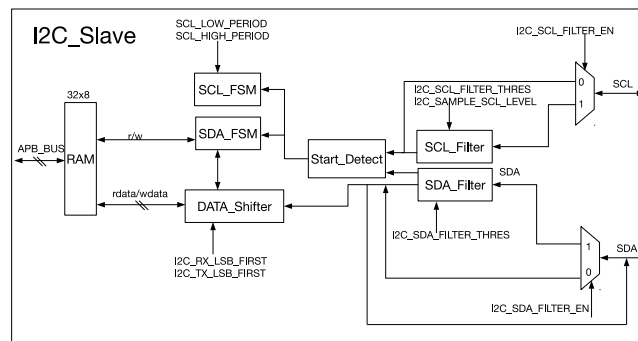 I2C_Slave
SCL_LOW_PERIOD
SCL_HIGH_PERIOD
I2C_SCL_FILTER_EN
32x8
SCL_FSM
I2C_SCL_FILTER_THRES
I2C_SAMPLE_SCL_LEVEL
0
1
SCL
APB_BUS
RAM
r/w
SDA_FSM
Start_Detect
SCL_Filter
SDA
rdata/wdata
DATA_Shifter
SDA_Filter
I2C_SDA_FILTER_THRES
I2C_RX_LSB_FIRST
I2C_TX_LSB_FIRST
1
0
SDA
I2C_SDA_FILTER_EN